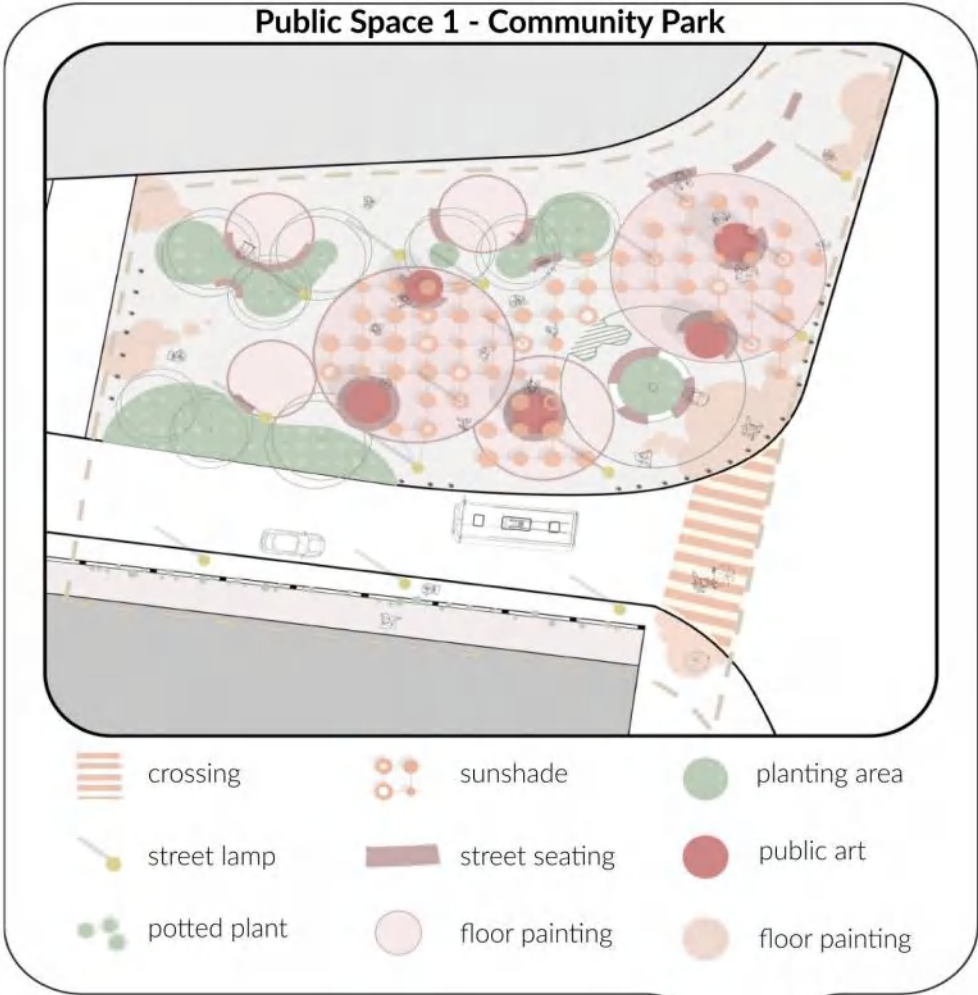 Public Space 1 - Community Park
crossing
sunshade
planting area
street lamp
street seating
public art
potted plant
floor painting
floor painting